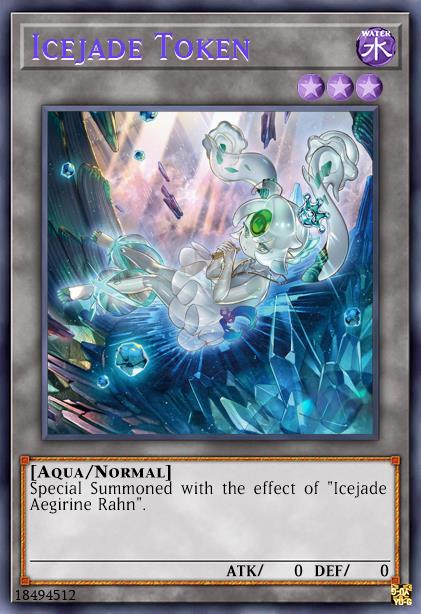 Icejade Token
WATER
水
[Aqua/Normal]
Special Summoned with the effect of "Icejade
Aegirine Rahn".
ATK/ 0 DEF/ 0
18494512